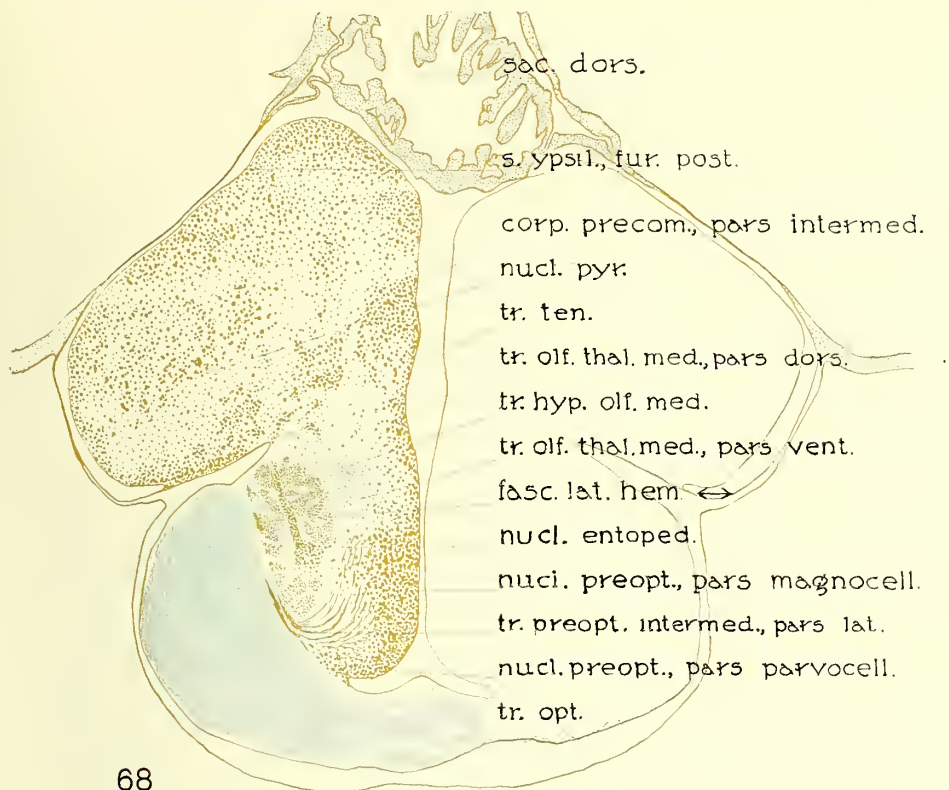 sac. dors.
s. ypsil., fur. post.
corp. precom., pars intermed.
nucl. pyr.
tr. ten.
tr. olf. thal. med., pars dors.
tr. hyp. olf. med.
tr. olf. thal. med., pars vent.
fasc. lat. hem. ↔
nucl. entoped.
nucl. preopt., pars magnocell.
tr. preopt. intermed., pars lat.
nucl. preopt., pars parvocell.
tr. opt.
68